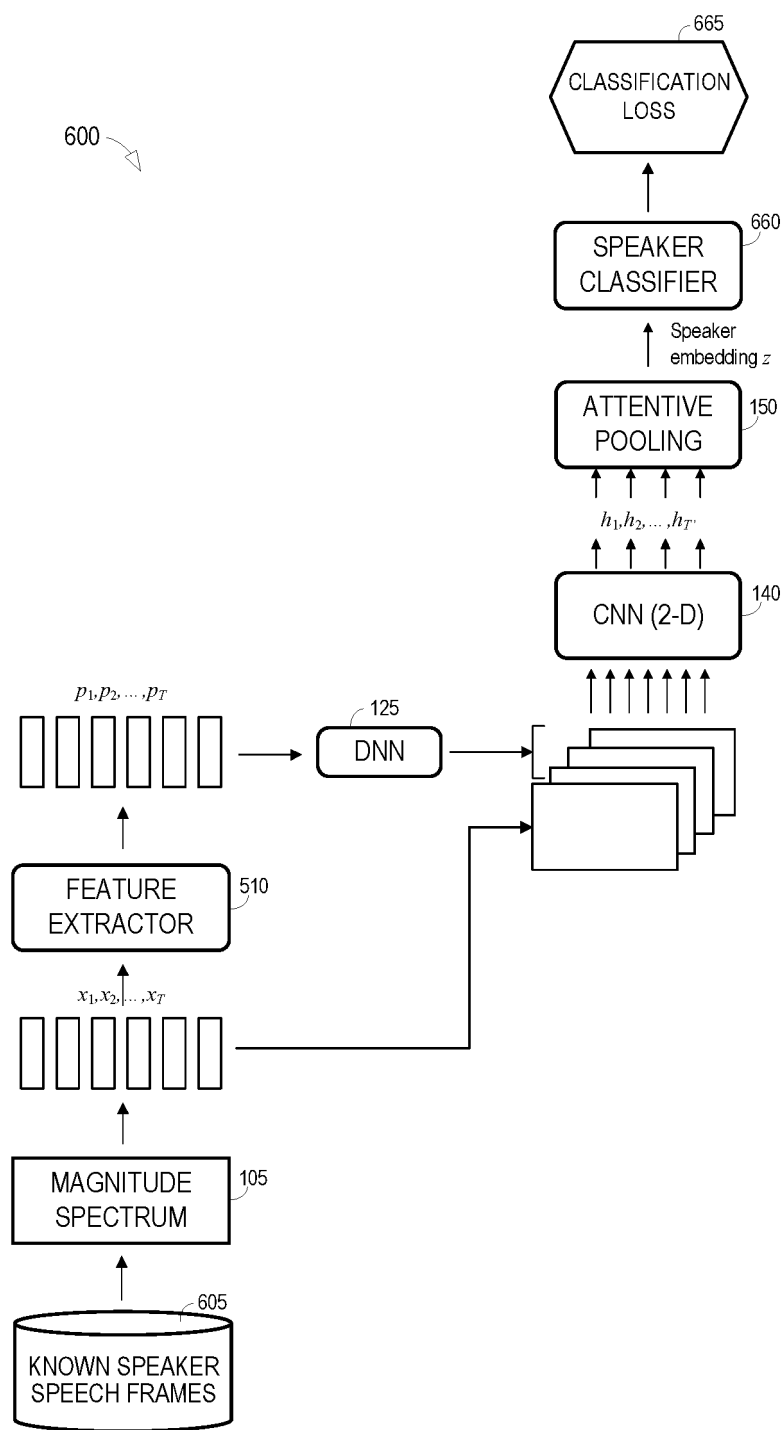 665
CLASSIFICATION
LOSS
600
660
SPEAKER
CLASSIFIER
Speaker
embedding z
150
ATTENTIVE
POOLING
h1,h2,...,hT'
140
CNN (2-D)
p1,p2,...,pT
125
DNN
510
FEATURE
EXTRACTOR
x1,x2,...,xT
105
MAGNITUDE
SPECTRUM
605
KNOWN SPEAKER
SPEECH FRAMES